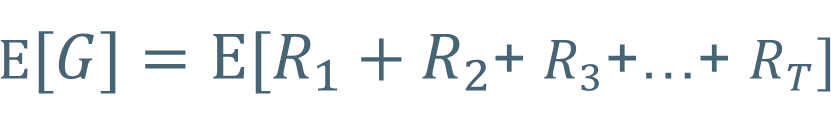 E[G] = E[R₁ + R₂+ R₃+...+ R_T]